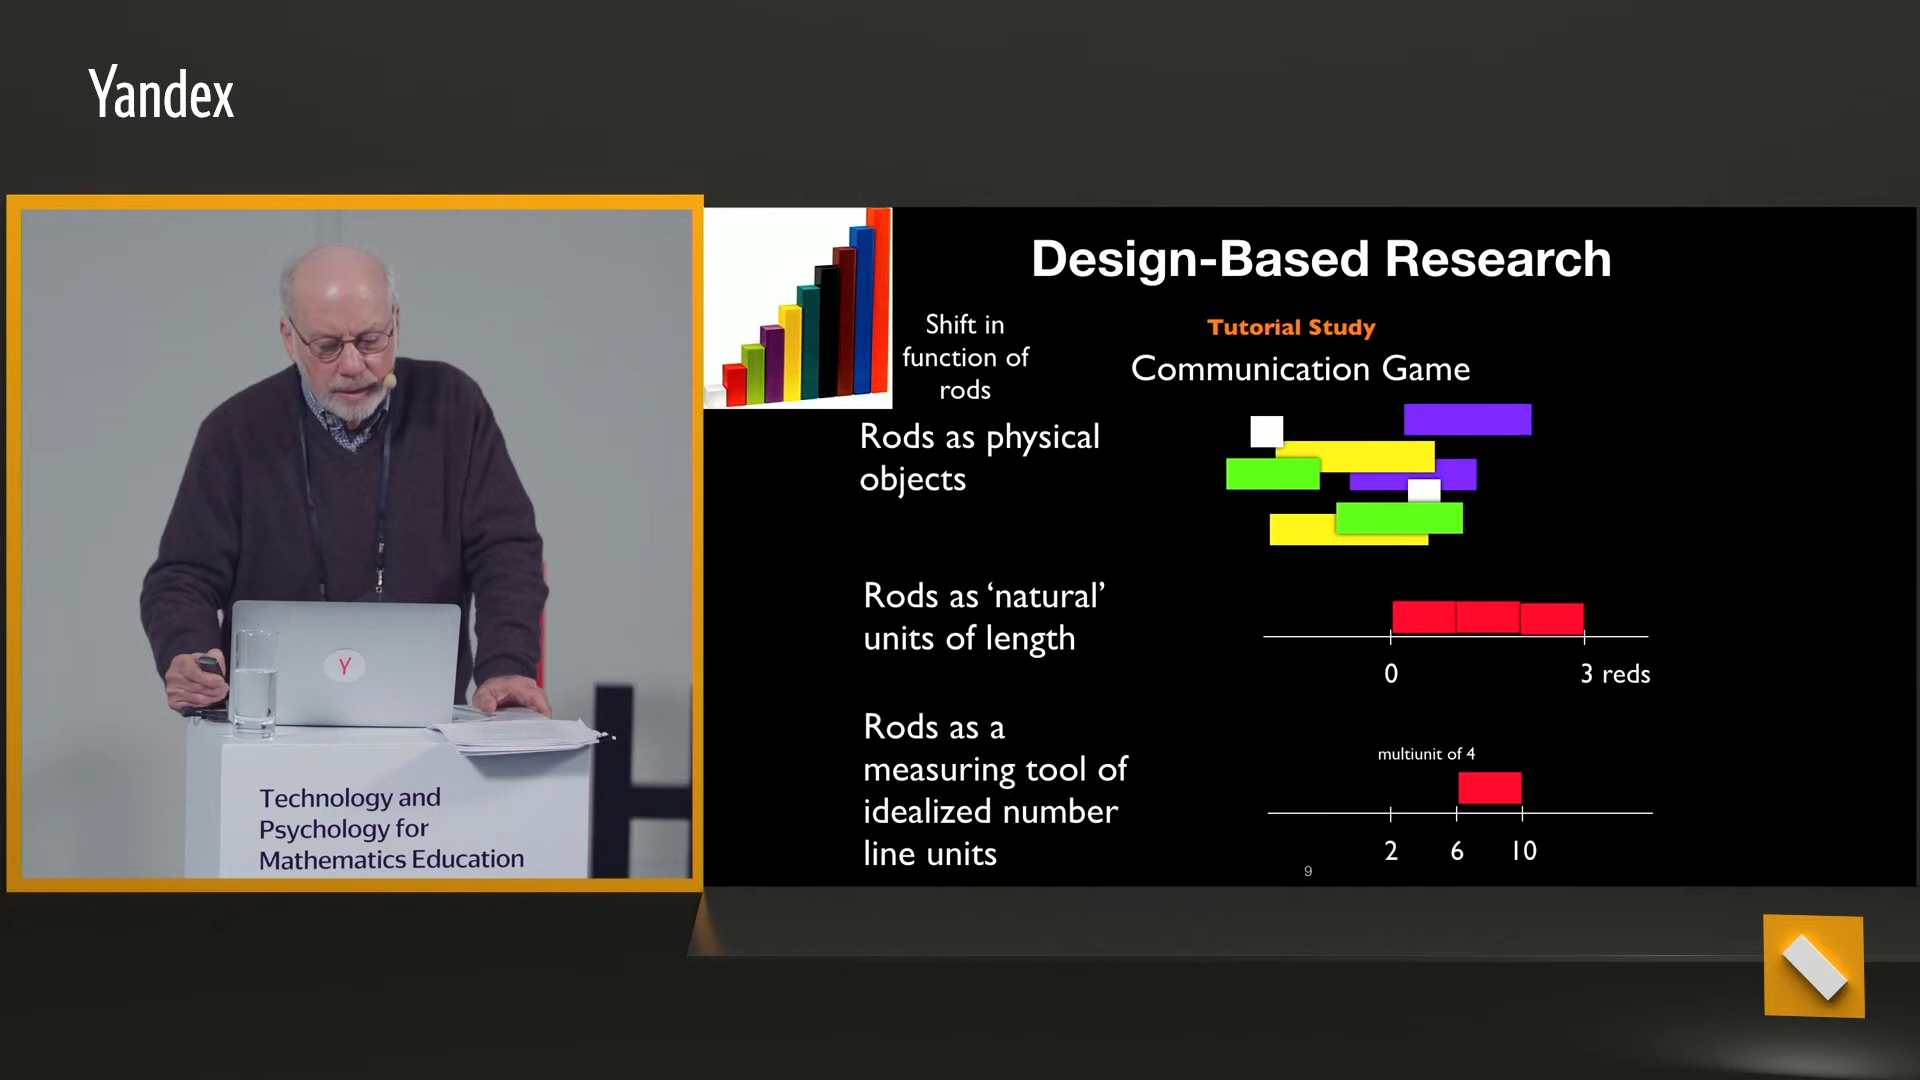 Yandex
Design-Based Research
Shift in
function of
rods
Tutorial Study
Communication Game
Rods as physical
objects
Rods as ‘natural’
units of length
0
3 reds
Rods as a
measuring tool of
idealized number
line units
multiunit of 4
2
6
10
9
Y
Technology and
Psychology for
Mathematics Education